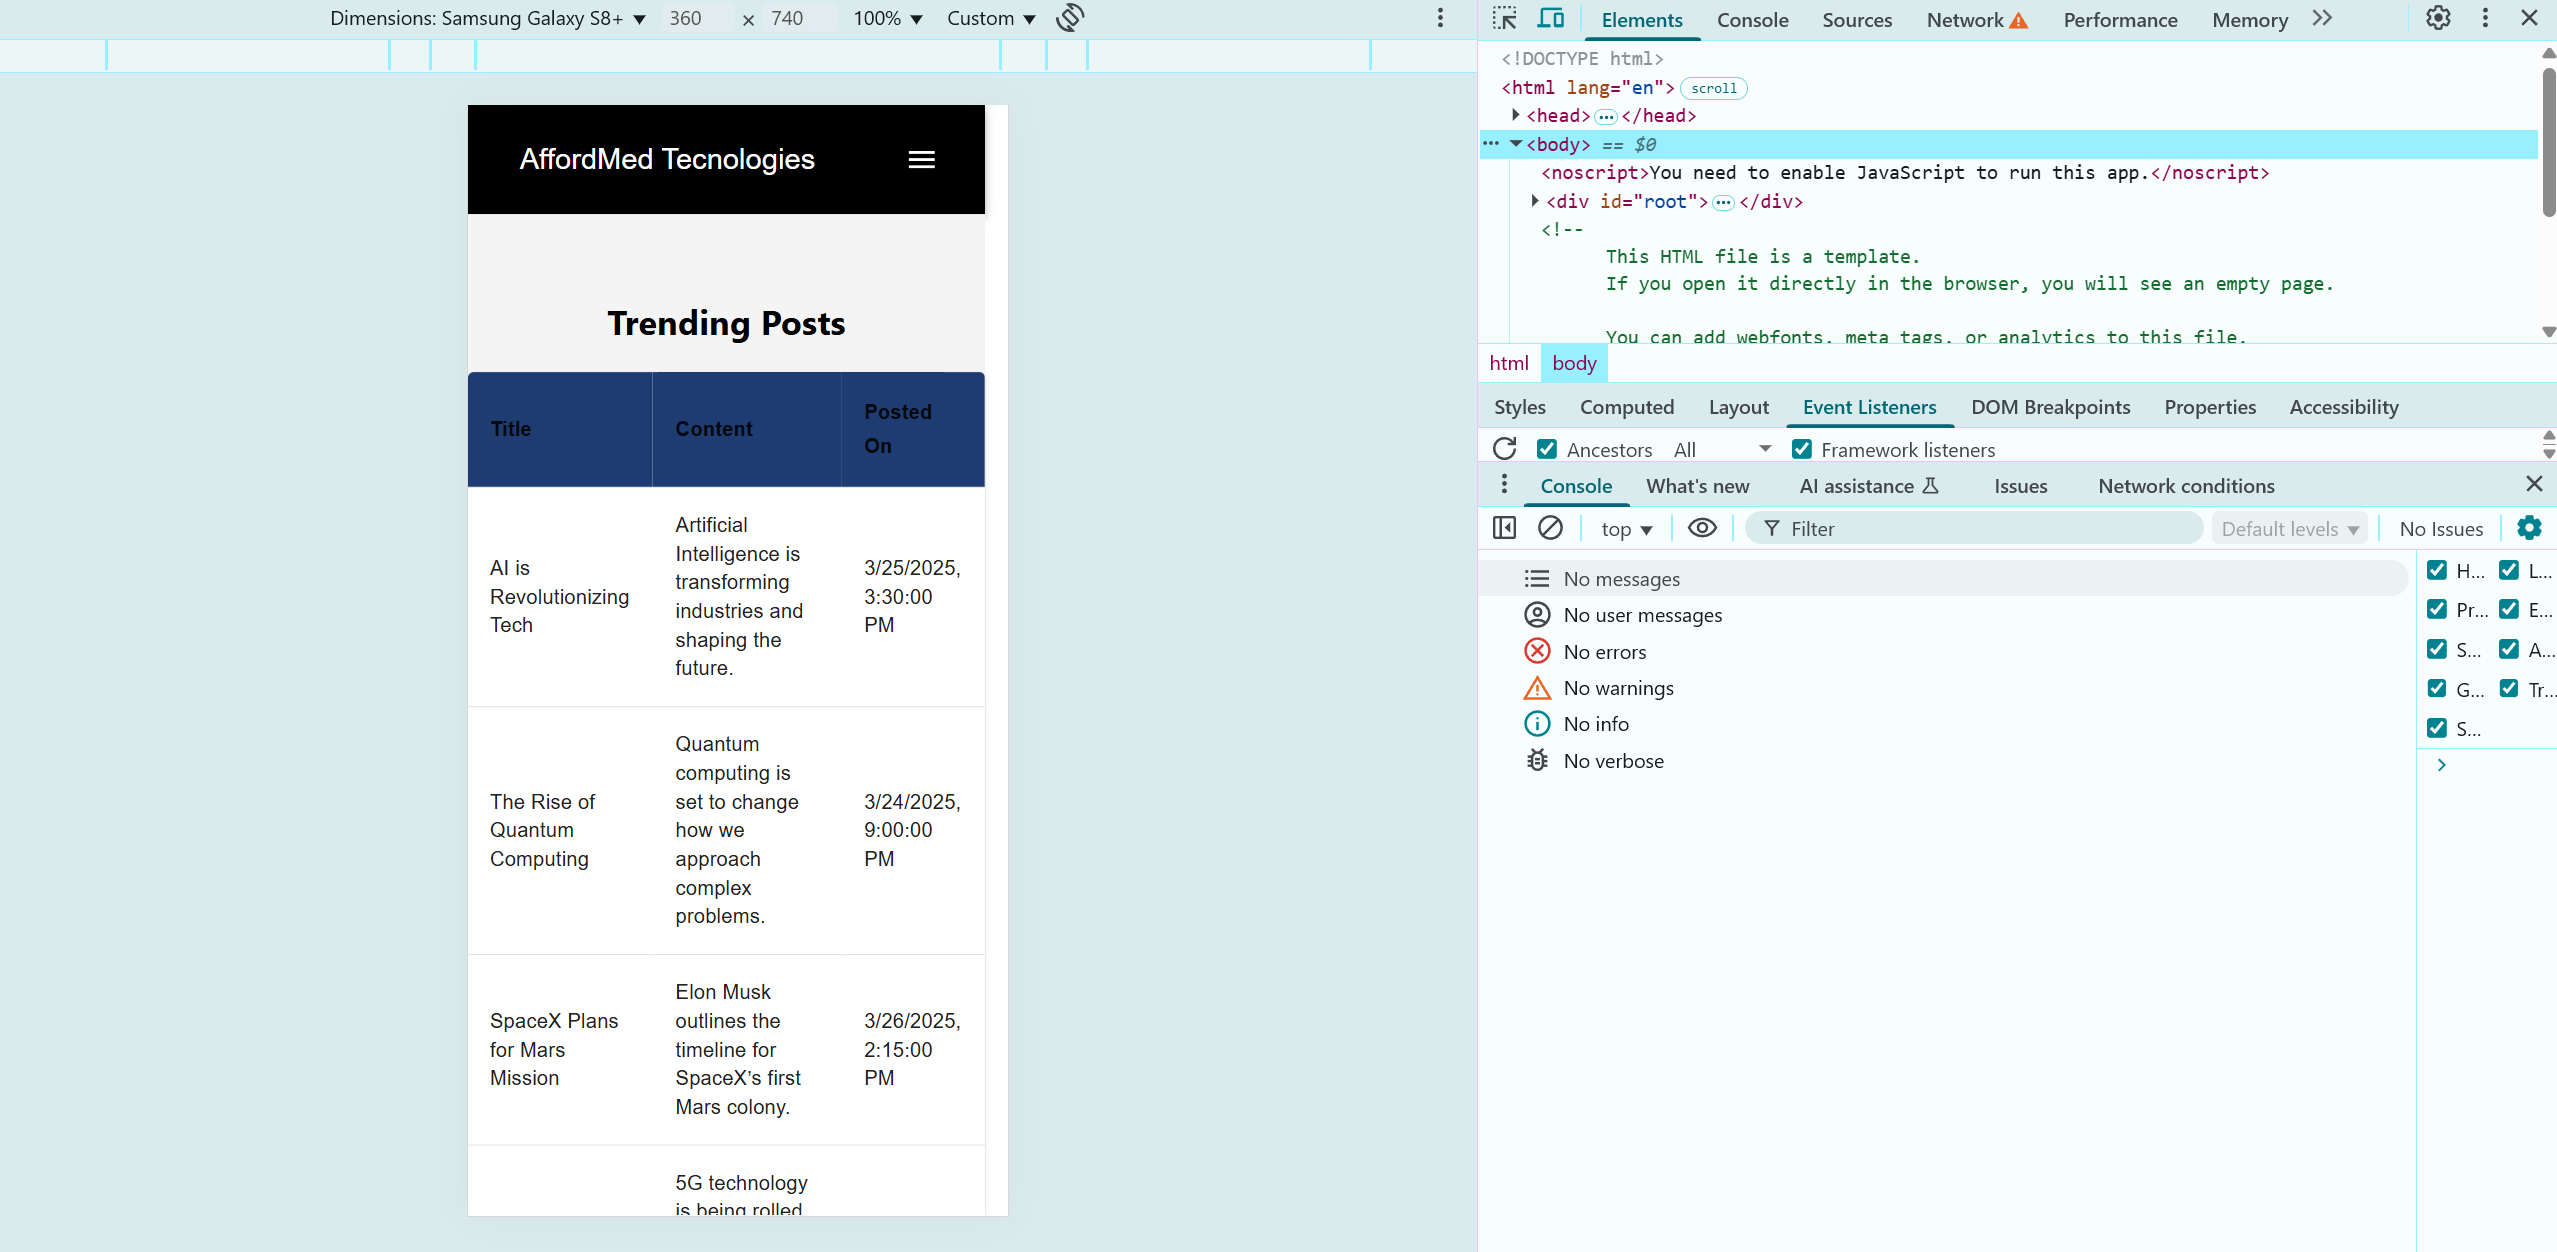 Dimensions: Samsung Galaxy S8+ ▼ 360 × 740 100% ▼ Custom ▼
AffordMed Tecnologies
Trending Posts
Title Content Posted On
AI is
Revolutionizing
Tech
Artificial
Intelligence is
transforming
industries and
shaping the
future.
3/25/2025,
3:30:00
PM
The Rise of
Quantum
Computing
Quantum
computing is
set to change
how we
approach
complex
problems.
3/24/2025,
9:00:00
PM
SpaceX Plans
for Mars
Mission
Elon Musk
outlines the
timeline for
SpaceX’s first
Mars colony.
3/26/2025,
2:15:00
PM
5G technology
is being rolled
Elements Console Sources Network Performance Memory
<!DOCTYPE html>
<html lang="en"> scroll
<head> … </head>
… <body> == $0
<noscript>You need to enable JavaScript to run this app.</noscript>
<div id="root"> … </div>
<!--
This HTML file is a template.
If you open it directly in the browser, you will see an empty page.
You can add webfonts, meta tags, or analytics to this file.
html body
Styles Computed Layout Event Listeners DOM Breakpoints Properties Accessibility
Ancestors All Framework listeners
Console What's new AI assistance Issues Network conditions
top ▼ Filter Default levels ▼ No Issues
No messages
No user messages
No errors
No warnings
No info
No verbose
H... L...
Pr... E...
S... A...
G... Tr...
S...